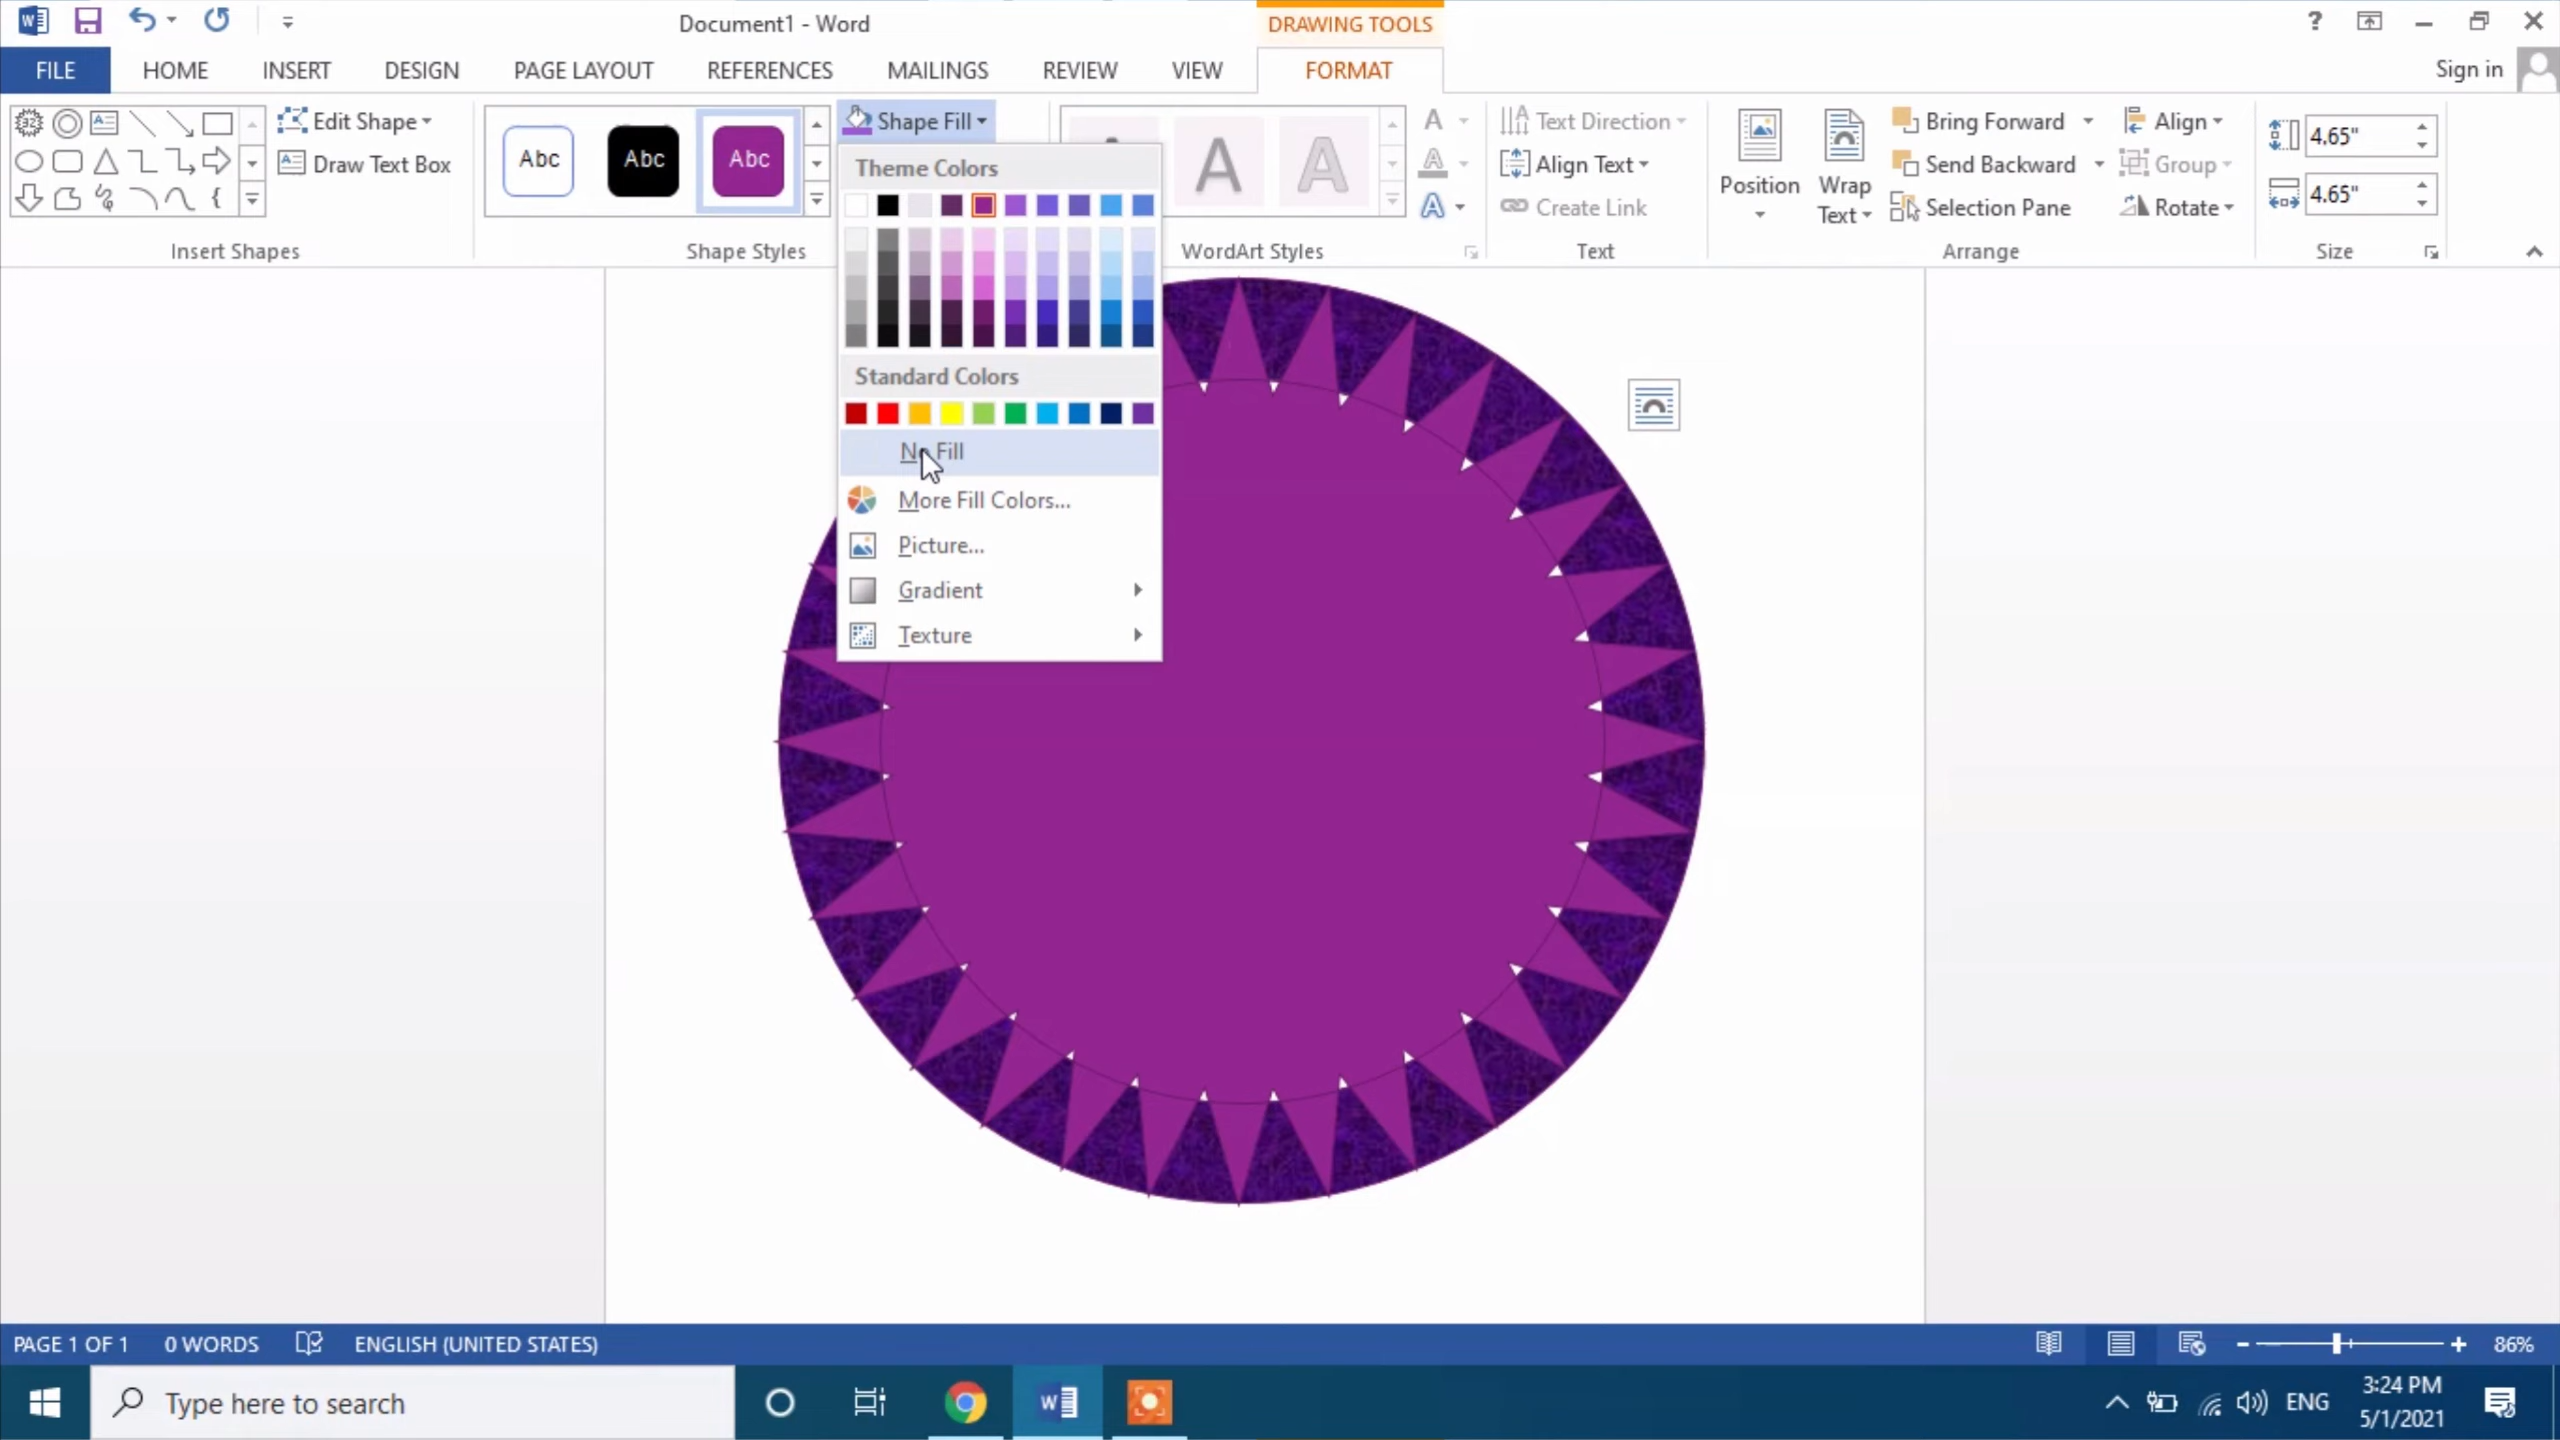 Document1 - Word
DRAWING TOOLS
?
FILE
HOME
INSERT
DESIGN
PAGE LAYOUT
REFERENCES
MAILINGS
REVIEW
VIEW
FORMAT
Sign in
Edit Shape
Draw Text Box
Insert Shapes
Abc
Abc
Abc
Shape Styles
Shape Fill
Theme Colors
Standard Colors
No Fill
More Fill Colors...
Picture...
Gradient
Texture
A
A
A
A
A
WordArt Styles
Text Direction
Align Text
Create Link
Text
Position
Wrap
Text
Bring Forward
Send Backward
Selection Pane
Align
Group
Rotate
Arrange
4.65"
4.65"
Size
PAGE 1 OF 1
0 WORDS
ENGLISH (UNITED STATES)
86%
Type here to search
ENG
3:24 PM
5/1/2021